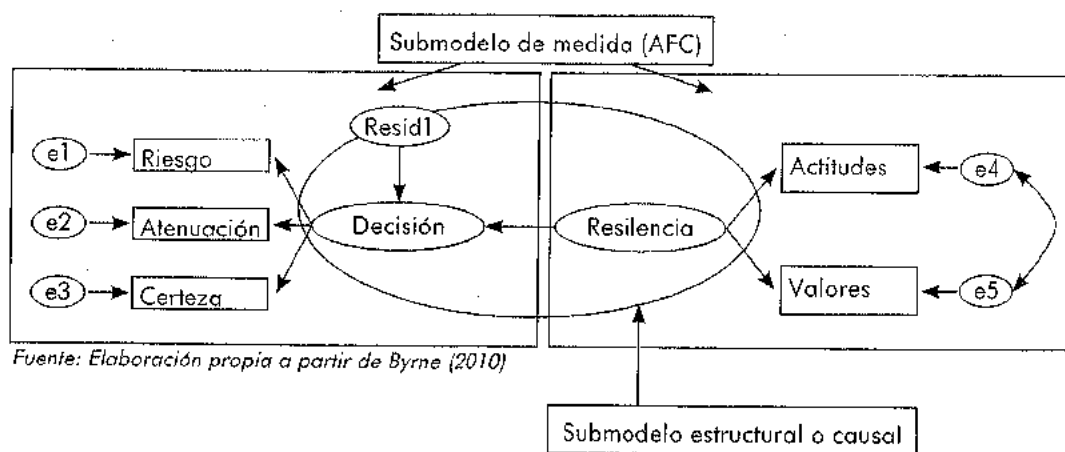 Submodelo de medida (AFC)
Resid1
e1
Riesgo
Actitudes
e4
e2
Atenuación
Decisión
Resilencia
e3
Certeza
Valores
e5
Fuente: Elaboración propia a partir de Byrne (2010)
Submodelo estructural o causal